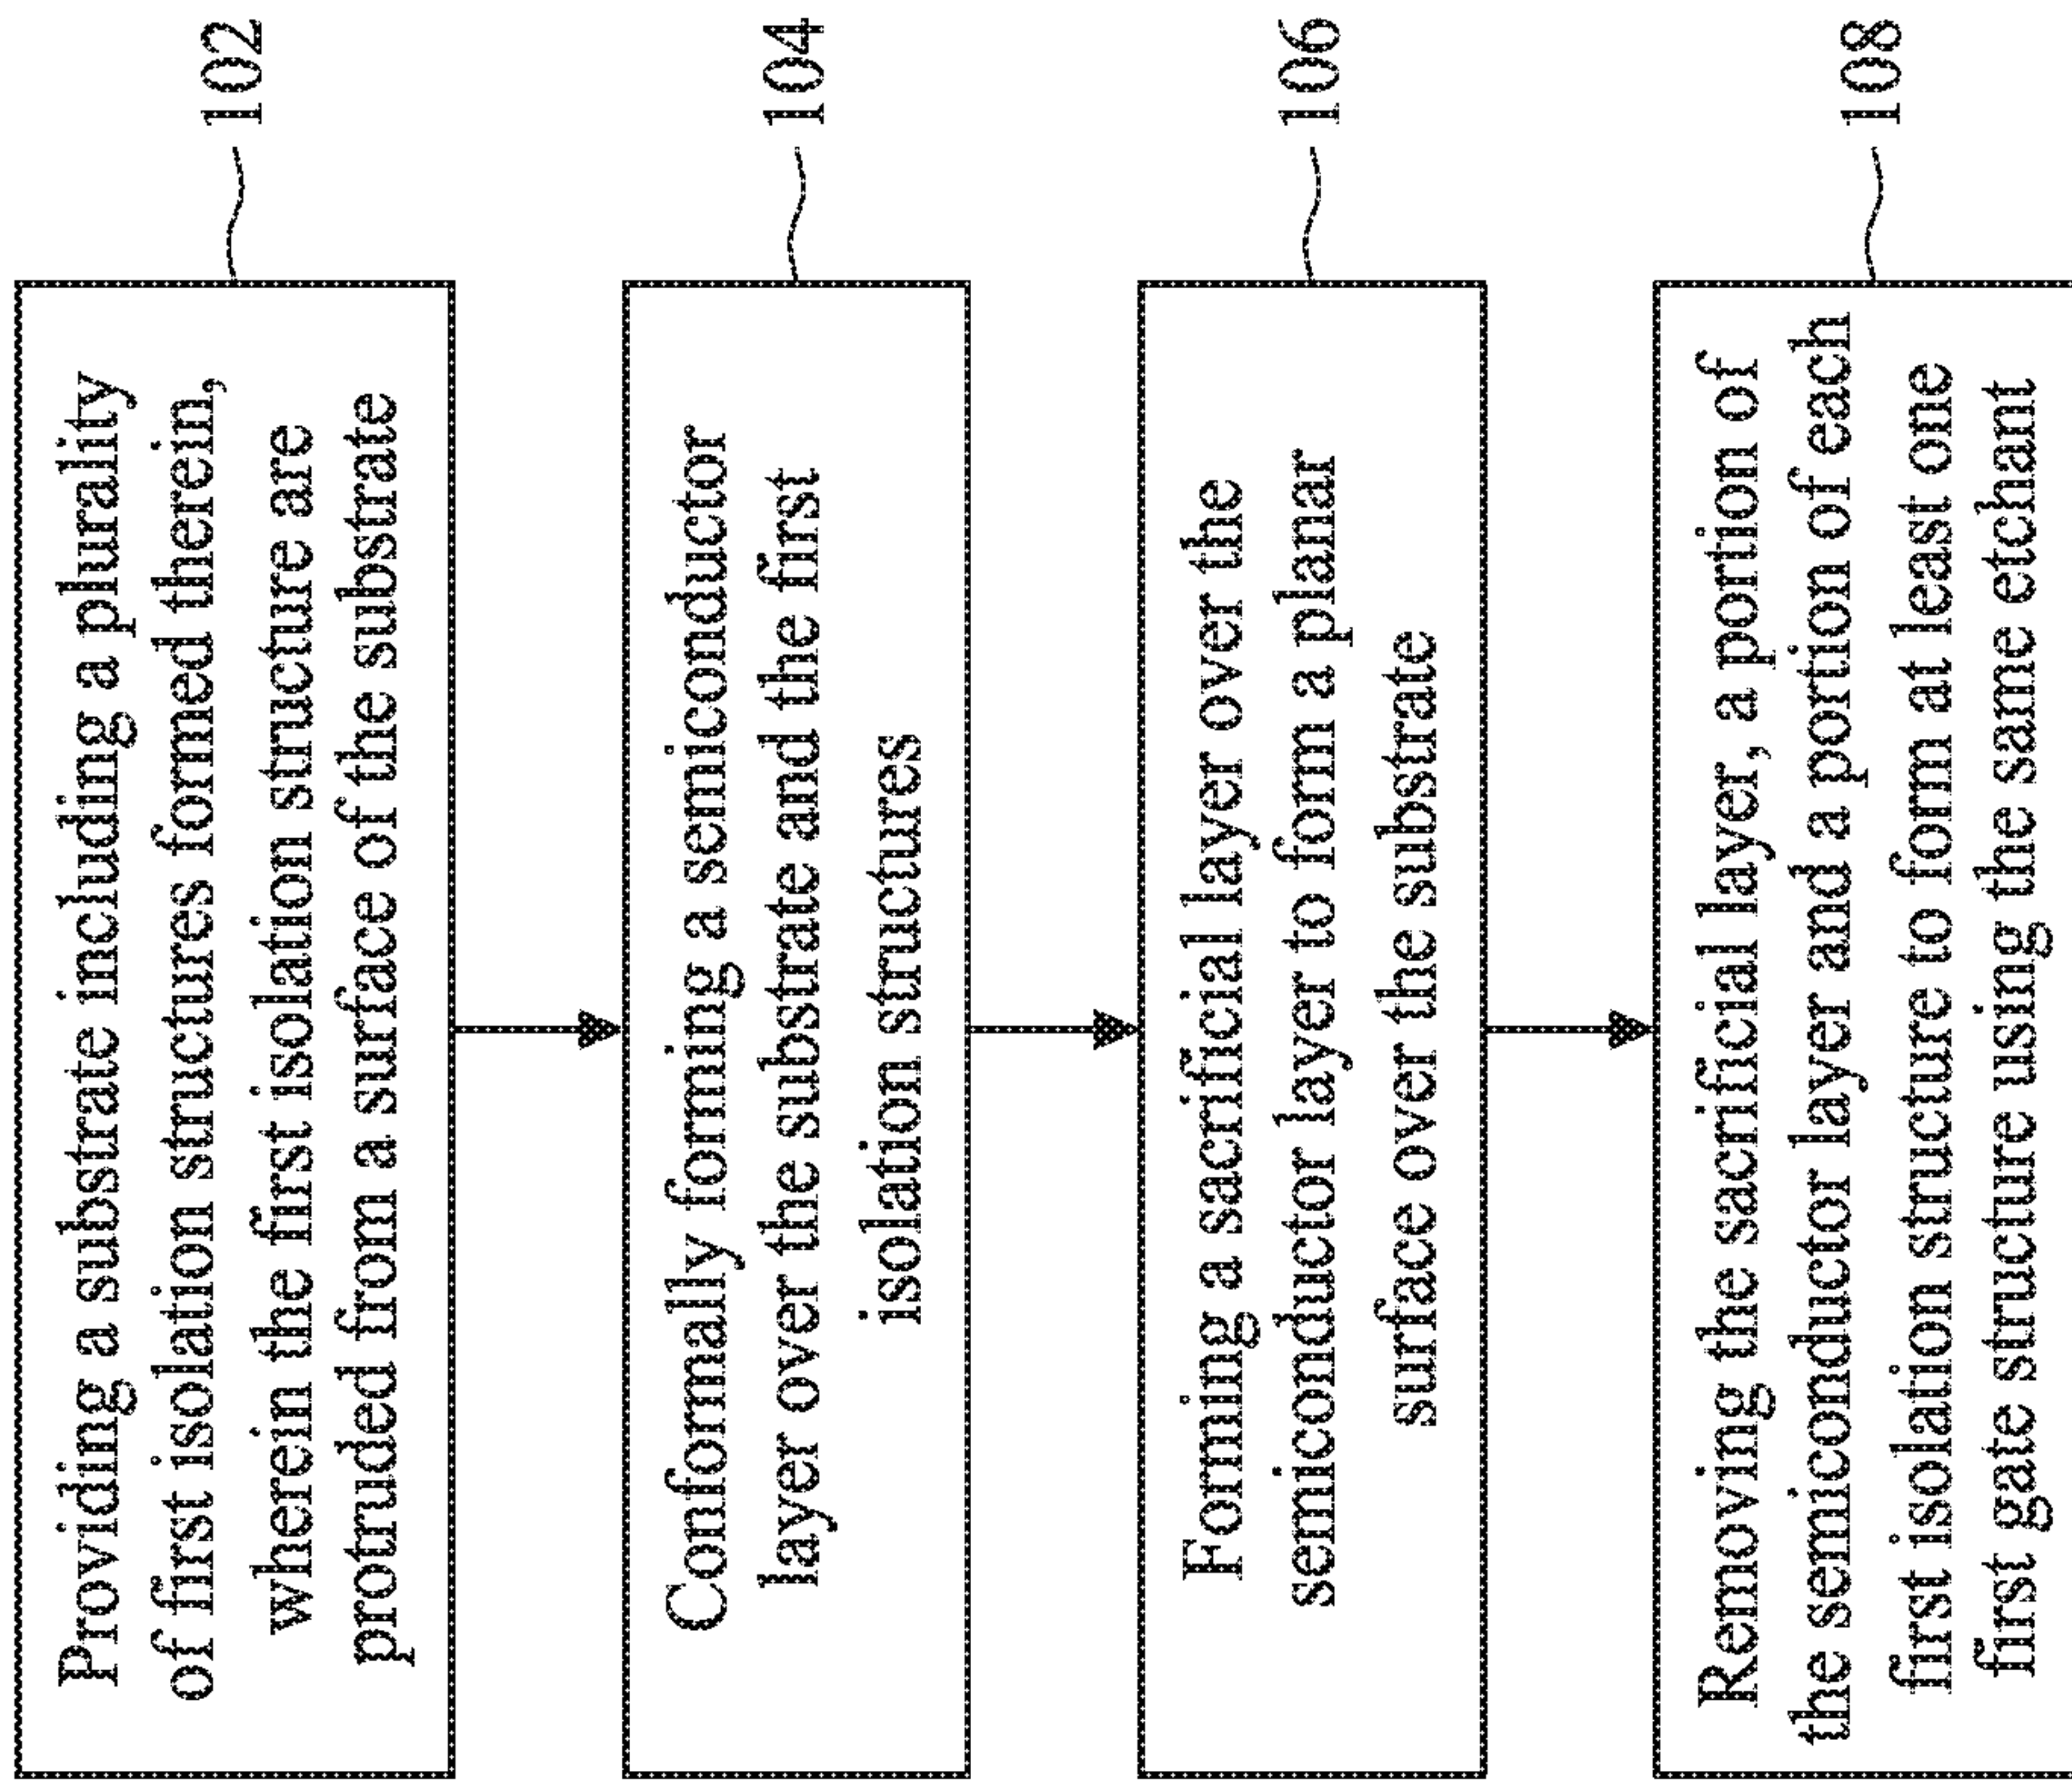 Providing a substrate including a plurality
of first isolation structures formed therein,
wherein the first isolation structure are
protruded from a surface of the substrate
102
Conformally forming a semiconductor
layer over the substrate and the first
isolation structures
104
Forming a sacrificial layer over the
semiconductor layer to form a planar
surface over the substrate
106
Removing the sacrificial layer, a portion of
the semiconductor layer and a portion of each
first isolation structure to form at least one
first gate structure using the same etchant
108